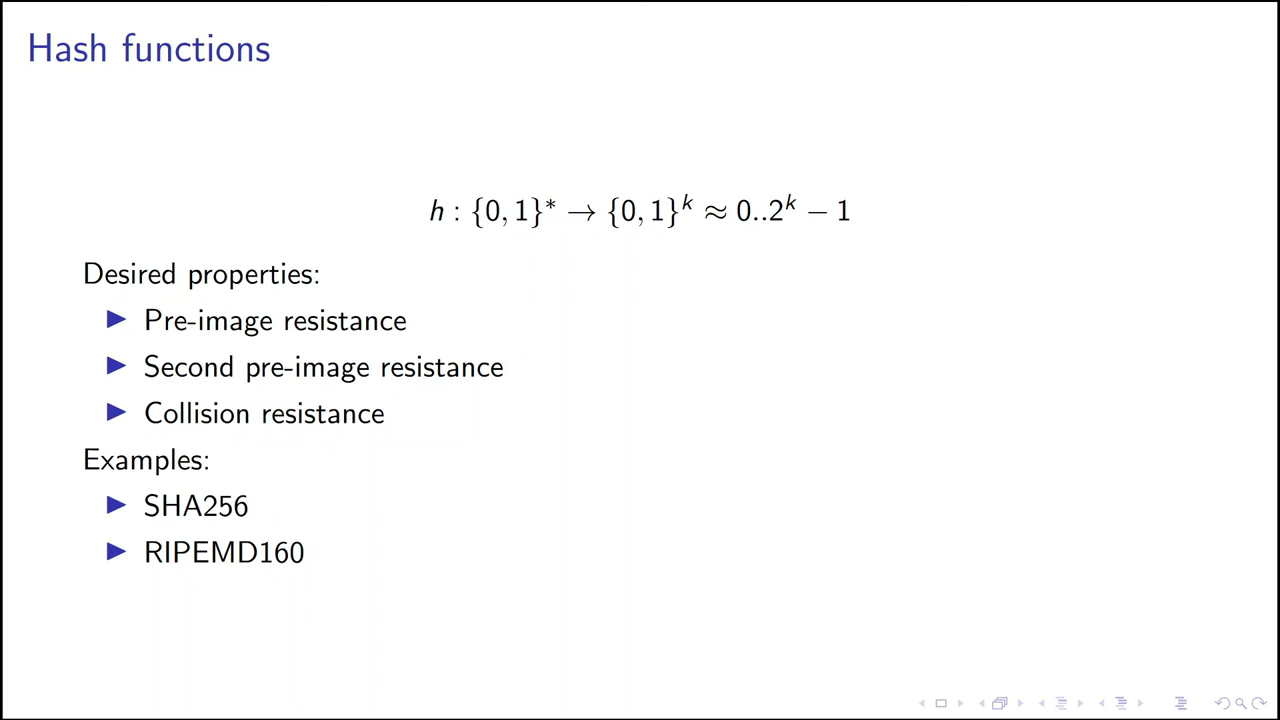 Hash functions
h : {0, 1}* → {0, 1}^k ≈ 0..2^k − 1
Desired properties:
▶ Pre-image resistance
▶ Second pre-image resistance
▶ Collision resistance
Examples:
▶ SHA256
▶ RIPEMD160